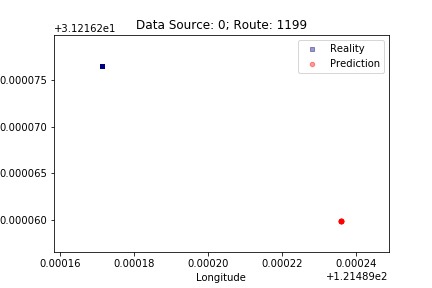 Data Source: 0; Route: 1199
+3.12162e1
Reality
Prediction
0.000075
0.000070
0.000065
0.000060
0.00016 0.00018 0.00020 0.00022 0.00024
Longitude
+1.21489e2